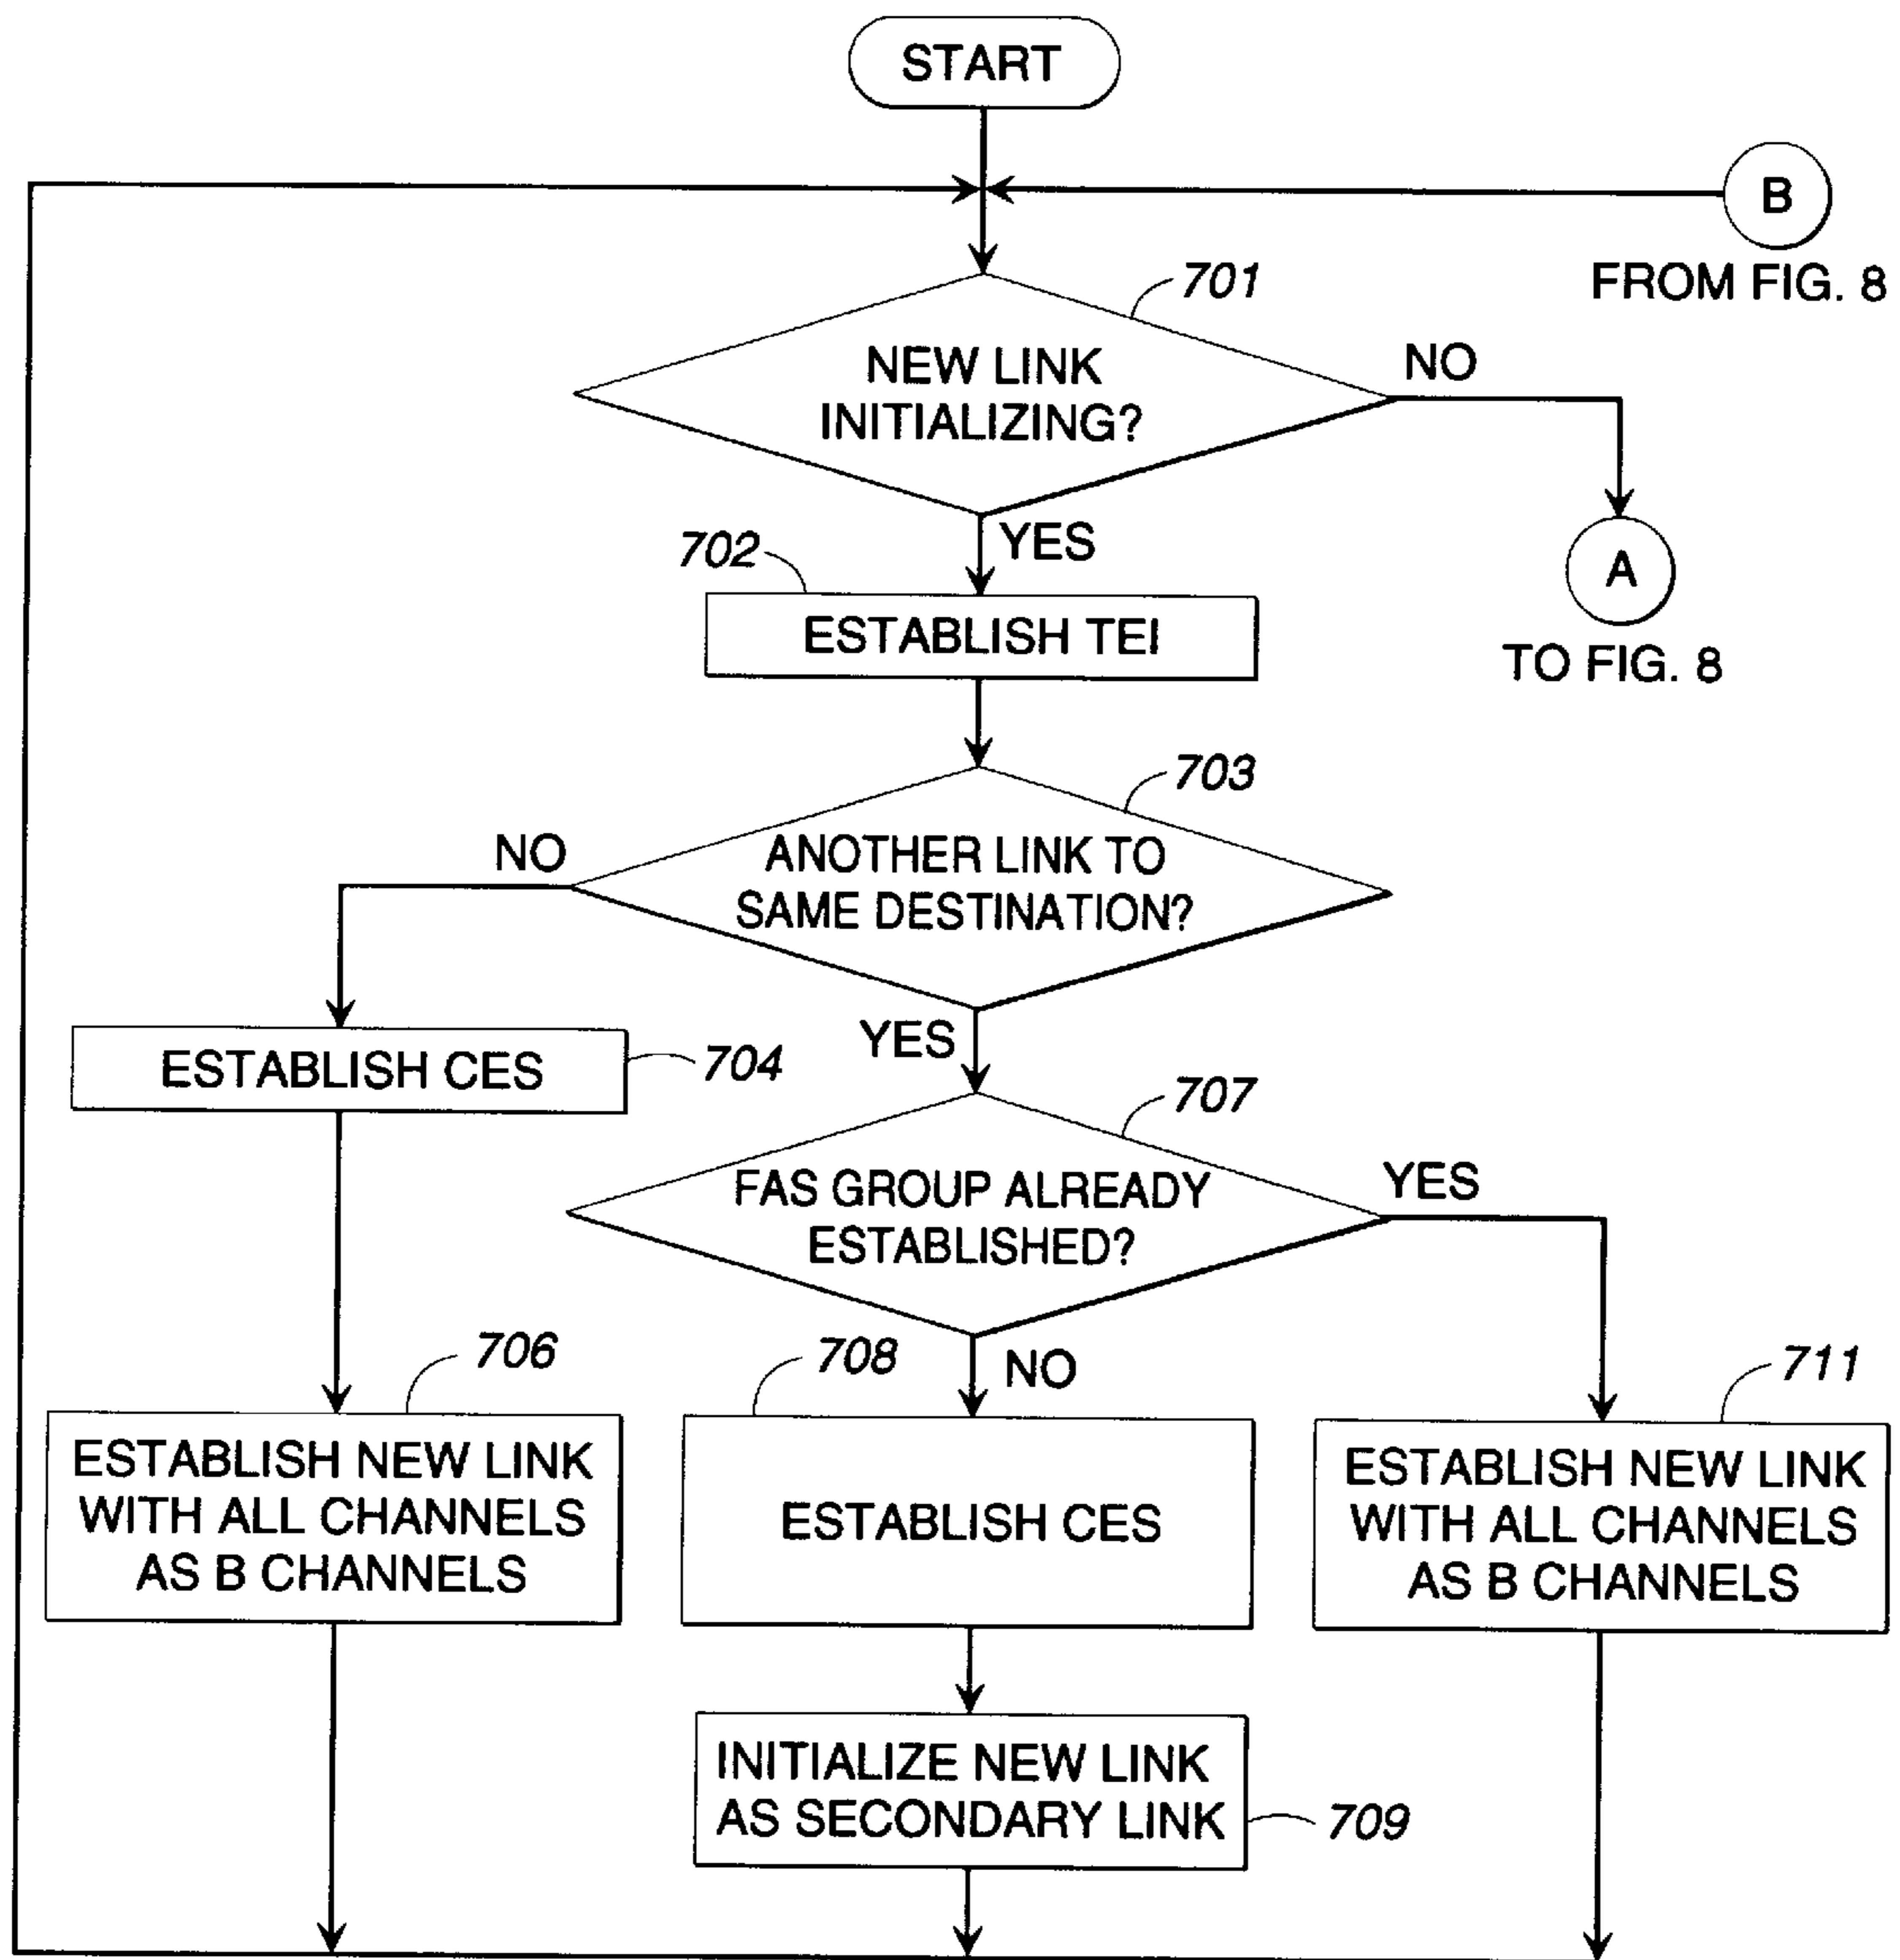 START
B
FROM FIG. 8
701
NEW LINK
INITIALIZING?
NO
A
TO FIG. 8
YES
702
ESTABLISH TEI
703
ANOTHER LINK TO
SAME DESTINATION?
NO
YES
ESTABLISH CES
704
707
FAS GROUP ALREADY
ESTABLISHED?
YES
NO
706
ESTABLISH NEW LINK
WITH ALL CHANNELS
AS B CHANNELS
708
ESTABLISH CES
711
ESTABLISH NEW LINK
WITH ALL CHANNELS
AS B CHANNELS
INITIALIZE NEW LINK
AS SECONDARY LINK
709